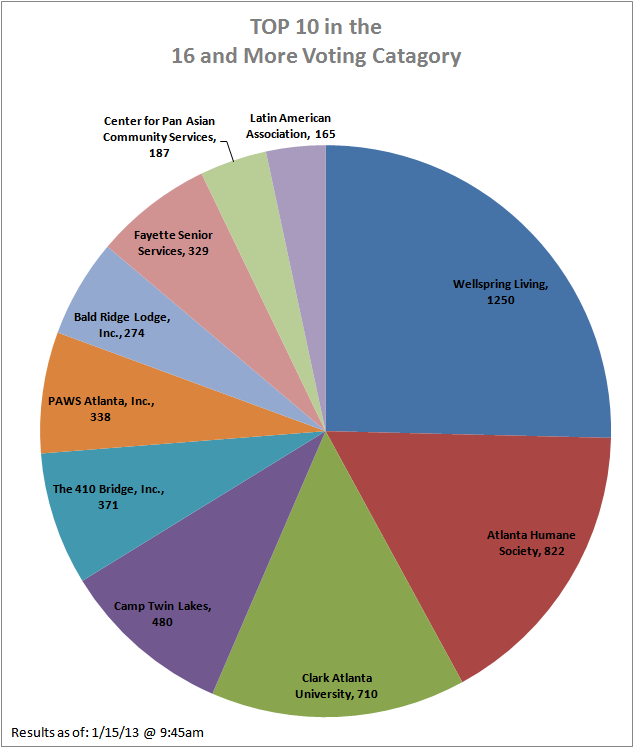 TOP 10 in the
16 and More Voting Catagory
Center for Pan Asian
Community Services,
187
Latin American
Association, 165
Wellspring Living,
1250
Fayette Senior
Services, 329
Bald Ridge Lodge,
Inc., 274
PAWS Atlanta, Inc.,
338
The 410 Bridge, Inc.,
371
Atlanta Humane
Society, 822
Camp Twin Lakes,
480
Clark Atlanta
University, 710
Results as of: 1/15/13 @ 9:45am